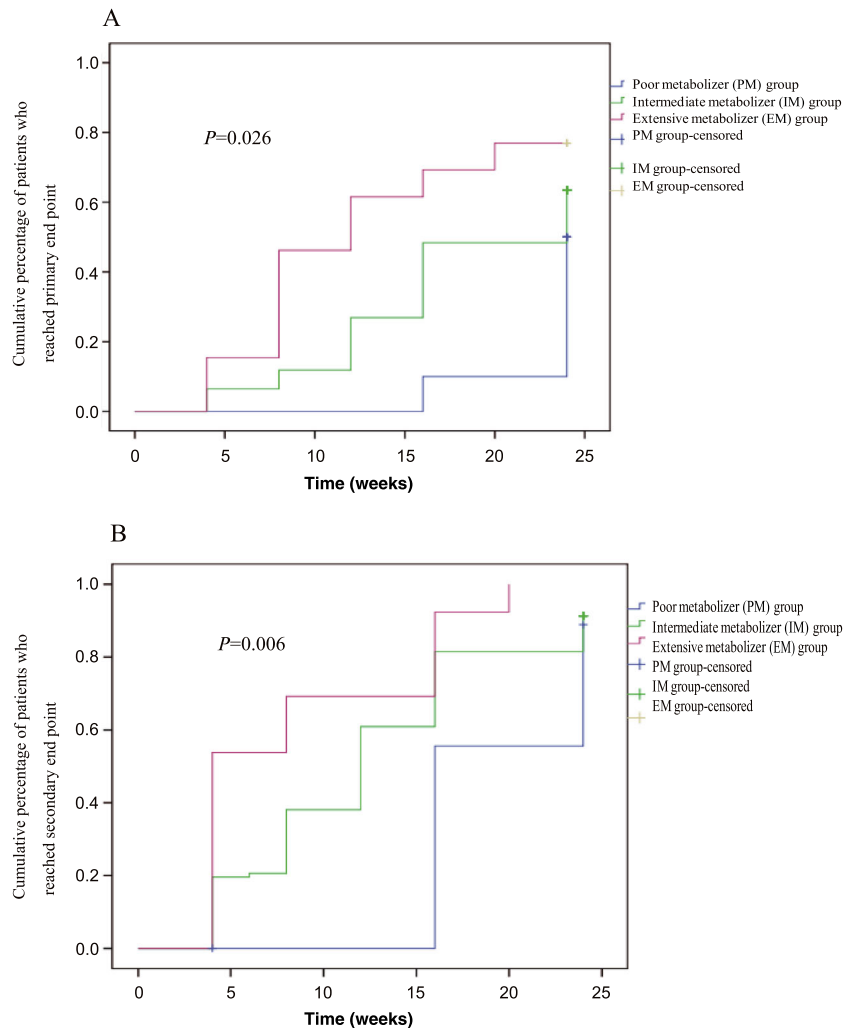 A
1.0
0.8
0.6
0.4
0.2
0.0
Cumulative percentage of patients who
reached primary end point
P=0.026
Poor metabolizer (PM) group
Intermediate metabolizer (IM) group
Extensive metabolizer (EM) group
PM group-censored
IM group-censored
EM group-censored
0 5 10 15 20 25
Time (weeks)
B
1.0
0.8
0.6
0.4
0.2
0.0
Cumulative percentage of patients who
reached secondary end point
P=0.006
Poor metabolizer (PM) group
Intermediate metabolizer (IM) group
Extensive metabolizer (EM) group
PM group-censored
IM group-censored
EM group-censored
0 5 10 15 20 25
Time (weeks)